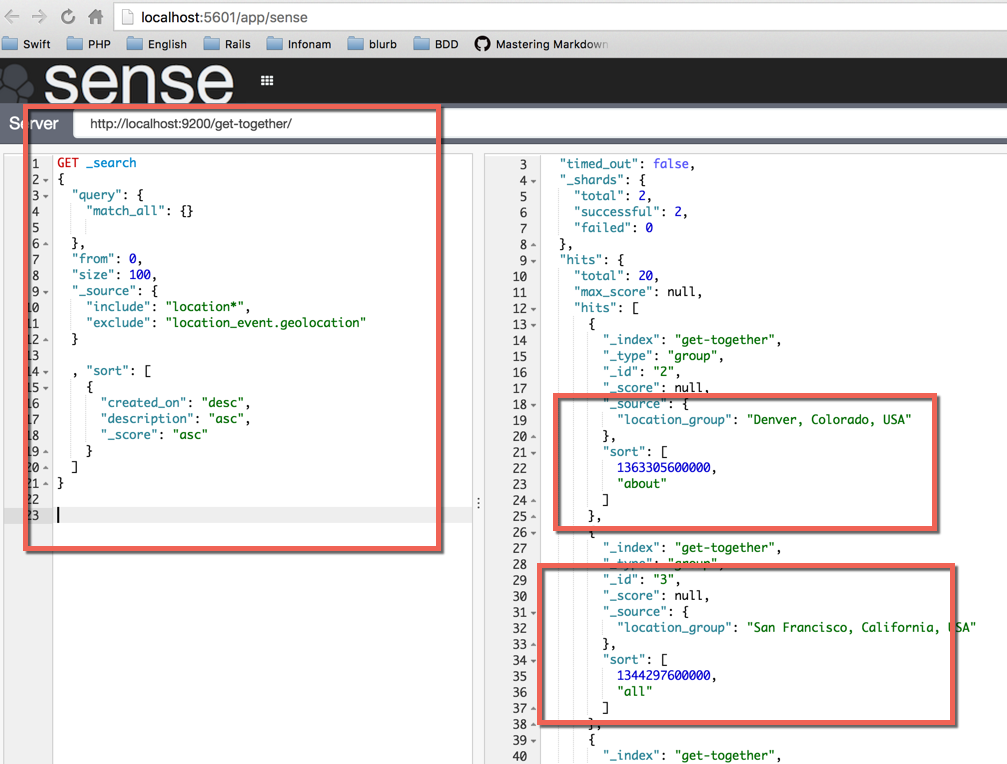 localhost:5601/app/sense
Swift PHP English Rails Infonam blurb BDD Mastering Markdown
sense
Server http://localhost:9200/get-together/
1 GET _search
2 {
3 "query": {
4 "match_all": {}
5
6 },
7 "from": 0,
8 "size": 100,
9 "_source": {
10 "include": "location*",
11 "exclude": "location_event.geolocation"
12 }
13
14 , "sort": [
15 {
16 "created_on": "desc",
17 "description": "asc",
18 "_score": "asc"
19 }
20 ]
21 }
22
23
3 "timed_out": false,
4 "_shards": {
5 "total": 2,
6 "successful": 2,
7 "failed": 0
8 },
9 "hits": {
10 "total": 20,
11 "max_score": null,
12 "hits": [
13 {
14 "_index": "get-together",
15 "_type": "group",
16 "_id": "2",
17 "_score": null,
18 "_source": {
19 "location_group": "Denver, Colorado, USA"
20 },
21 "sort": [
22 1363305600000,
23 "about"
24 ]
25 },
26 {
27 "_index": "get-together",
28 "_type": "group",
29 "_id": "3",
30 "_score": null,
31 "_source": {
32 "location_group": "San Francisco, California, USA"
33 },
34 "sort": [
35 1344297600000,
36 "all"
37 ]
38 },
39 {
40 "_index": "get-together",